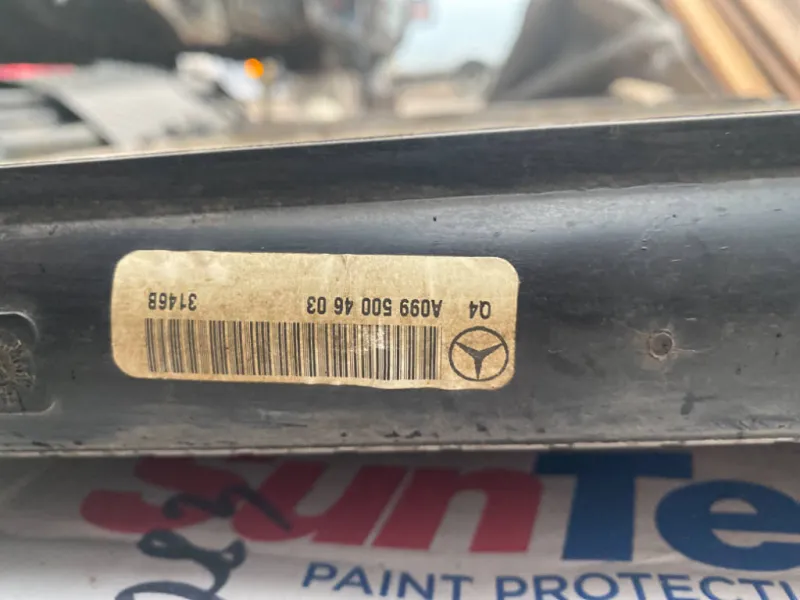 Q4 A099 500 46 03 31468
SunTe
PAINT PROTECTI